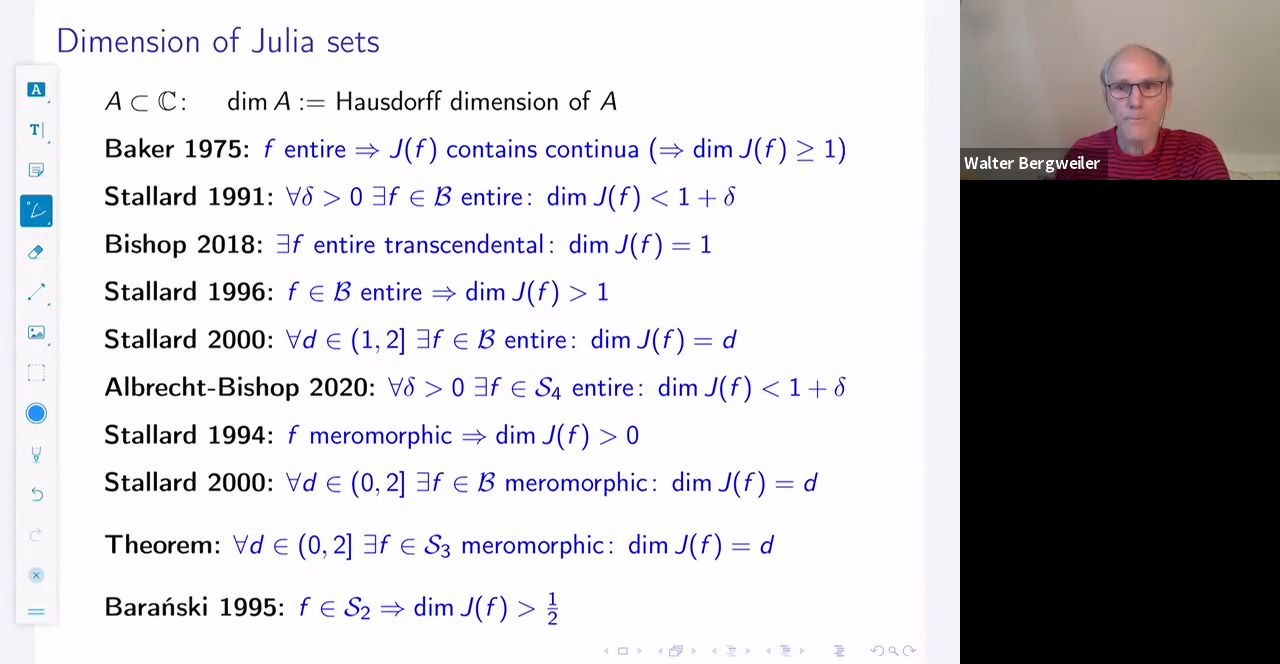 Dimension of Julia sets
A ⊂ ℂ: dim A := Hausdorff dimension of A
Baker 1975: f entire ⇒ J(f) contains continua (⇒ dim J(f) ≥ 1)
Stallard 1991: ∀δ > 0 ∃f ∈ ℬ entire: dim J(f) < 1 + δ
Bishop 2018: ∃f entire transcendental: dim J(f) = 1
Stallard 1996: f ∈ ℬ entire ⇒ dim J(f) > 1
Stallard 2000: ∀d ∈ (1, 2] ∃f ∈ ℬ entire: dim J(f) = d
Albrecht-Bishop 2020: ∀δ > 0 ∃f ∈ 𝒮₄ entire: dim J(f) < 1 + δ
Stallard 1994: f meromorphic ⇒ dim J(f) > 0
Stallard 2000: ∀d ∈ (0, 2] ∃f ∈ ℬ meromorphic: dim J(f) = d
Theorem: ∀d ∈ (0, 2] ∃f ∈ 𝒮₃ meromorphic: dim J(f) = d
Barański 1995: f ∈ 𝒮₂ ⇒ dim J(f) > 1/2
Walter Bergweiler
A
T